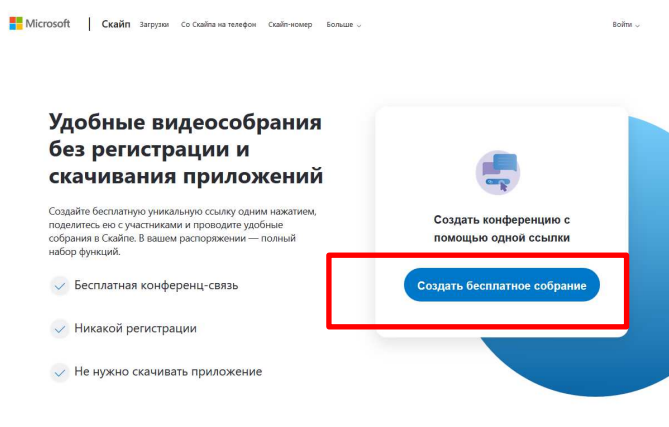 Microsoft Скайп Загрузки Со Скайпа на телефон Скайп-номер Больше Войти
Удобные видеособрания
без регистрации и
скачивания приложений
Создайте бесплатную уникальную ссылку одним нажатием,
поделитесь ею с участниками и проводите удобные
собрания в Скайпе. В вашем распоряжении — полный
набор функций.
Бесплатная конференц-связь
Никакой регистрации
Не нужно скачивать приложение
Создать конференцию с
помощью одной ссылки
Создать бесплатное собрание